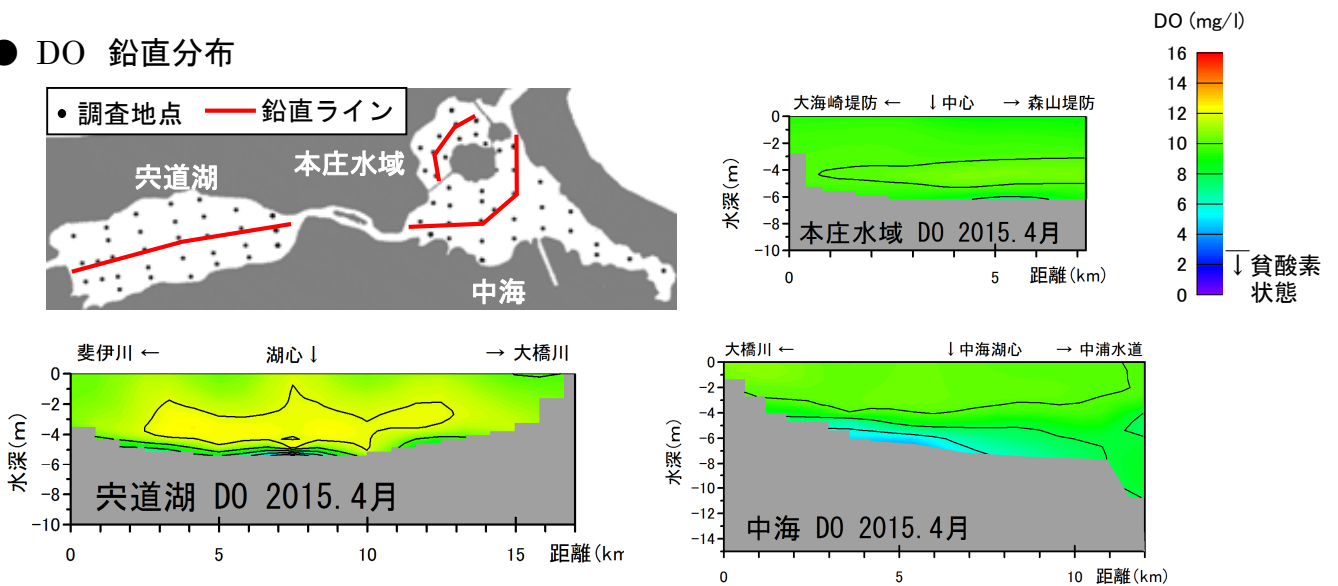 ● DO 鉛直分布
• 調査地点 ― 鉛直ライン
宍道湖
本庄水域
中海
DO (mg/l)
16
14
12
10
8
6
4
2
0
↓貧酸素
状態
大海崎堤防 ← ↓中心 → 森山堤防
0
−2
−4
−6
−8
−10
水深(m)
本庄水域 DO 2015.4月
0 5 距離(km)
斐伊川 ← 湖心↓ → 大橋川
0
−2
−4
−6
−8
−10
水深(m)
宍道湖 DO 2015.4月
0 5 10 15 距離(km
大橋川 ← ↓中海湖心 → 中浦水道
0
−2
−4
−6
−8
−10
−12
−14
水深(m)
中海 DO 2015.4月
0 5 10 距離(km)